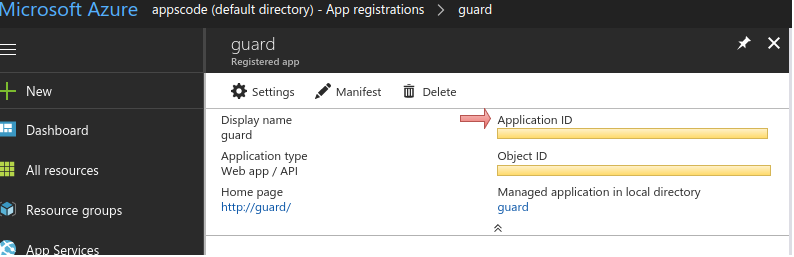 Microsoft Azure appscode (default directory) - App registrations > guard
guard
Registered app
New
Settings Manifest Delete
Dashboard
Display name Application ID
guard
All resources
Application type Object ID
Web app / API
Resource groups
Home page Managed application in local directory
http://guard/ guard
App Services